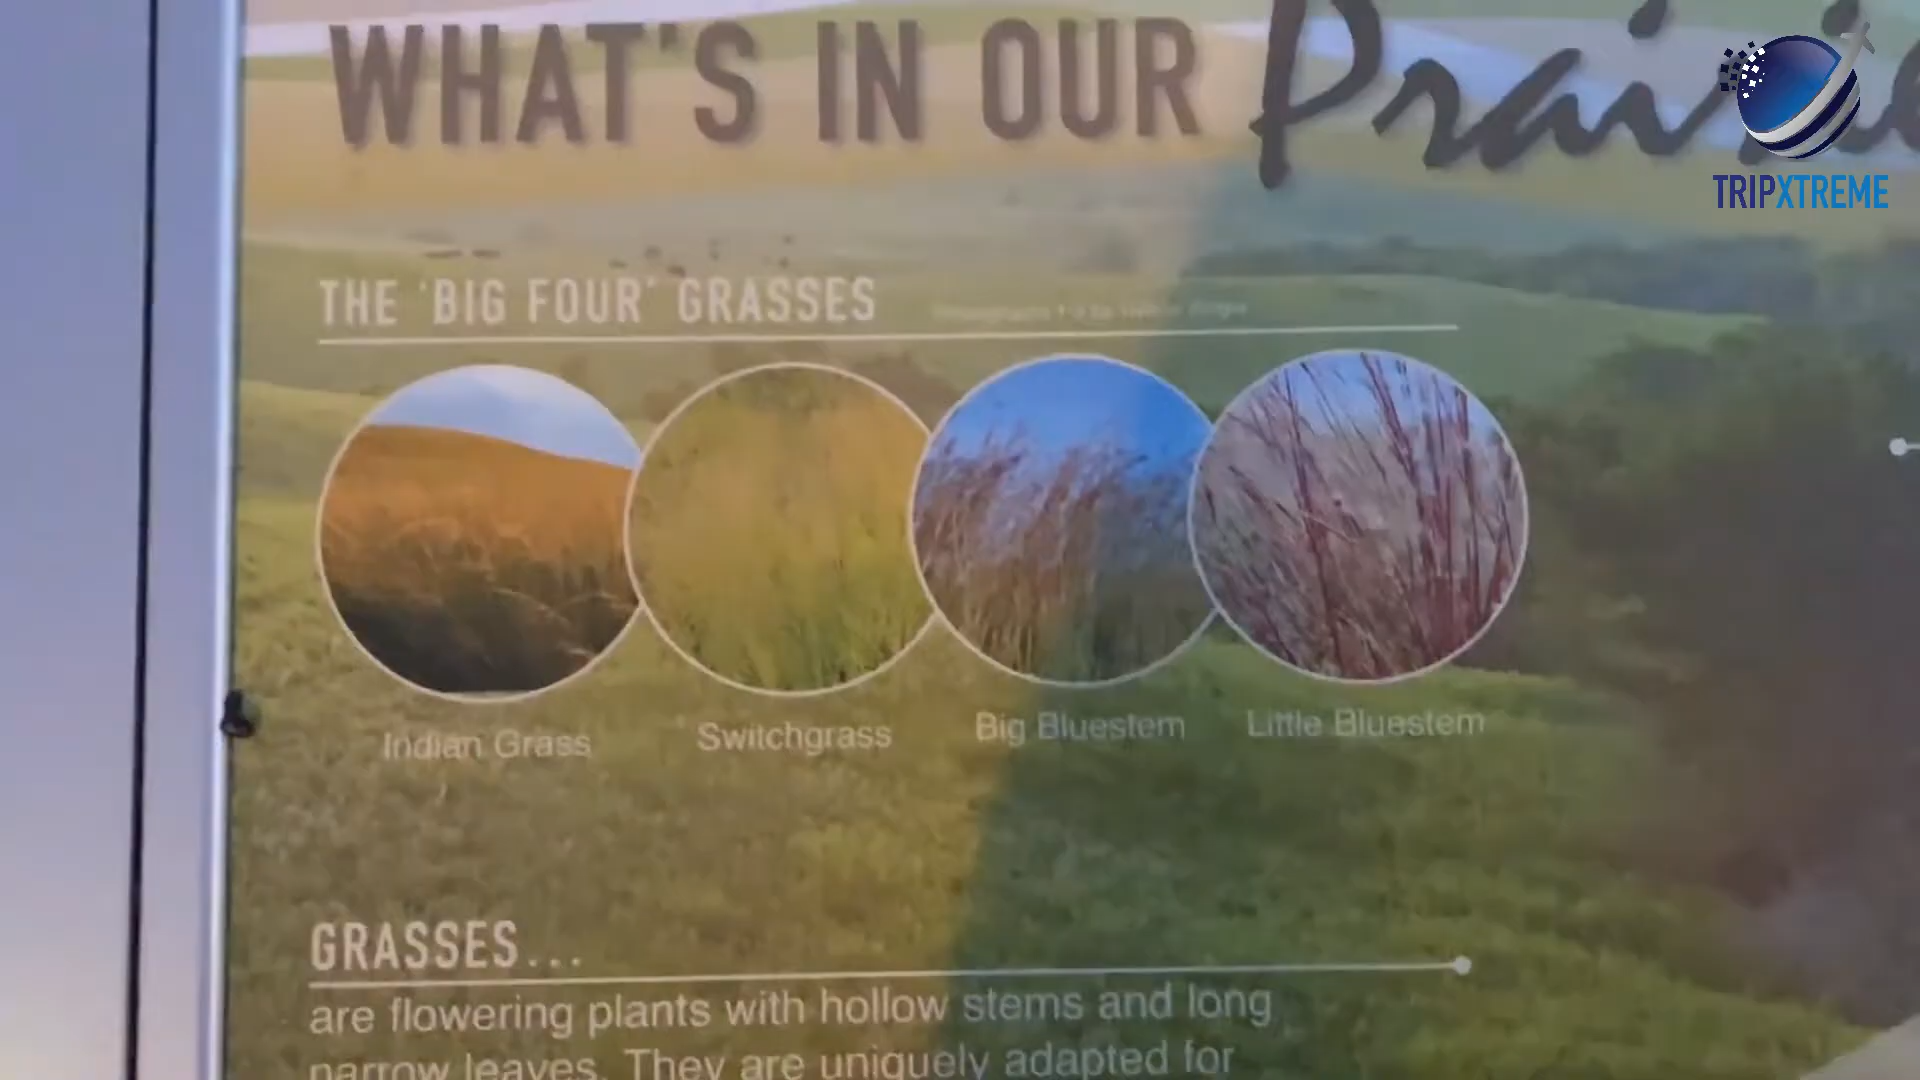 WHAT'S IN OUR Prairie
TRIPXTREME
THE 'BIG FOUR' GRASSES
Indian Grass
Switchgrass
Big Bluestem
Little Bluestem
GRASSES...
are flowering plants with hollow stems and long
narrow leaves. They are uniquely adapted for